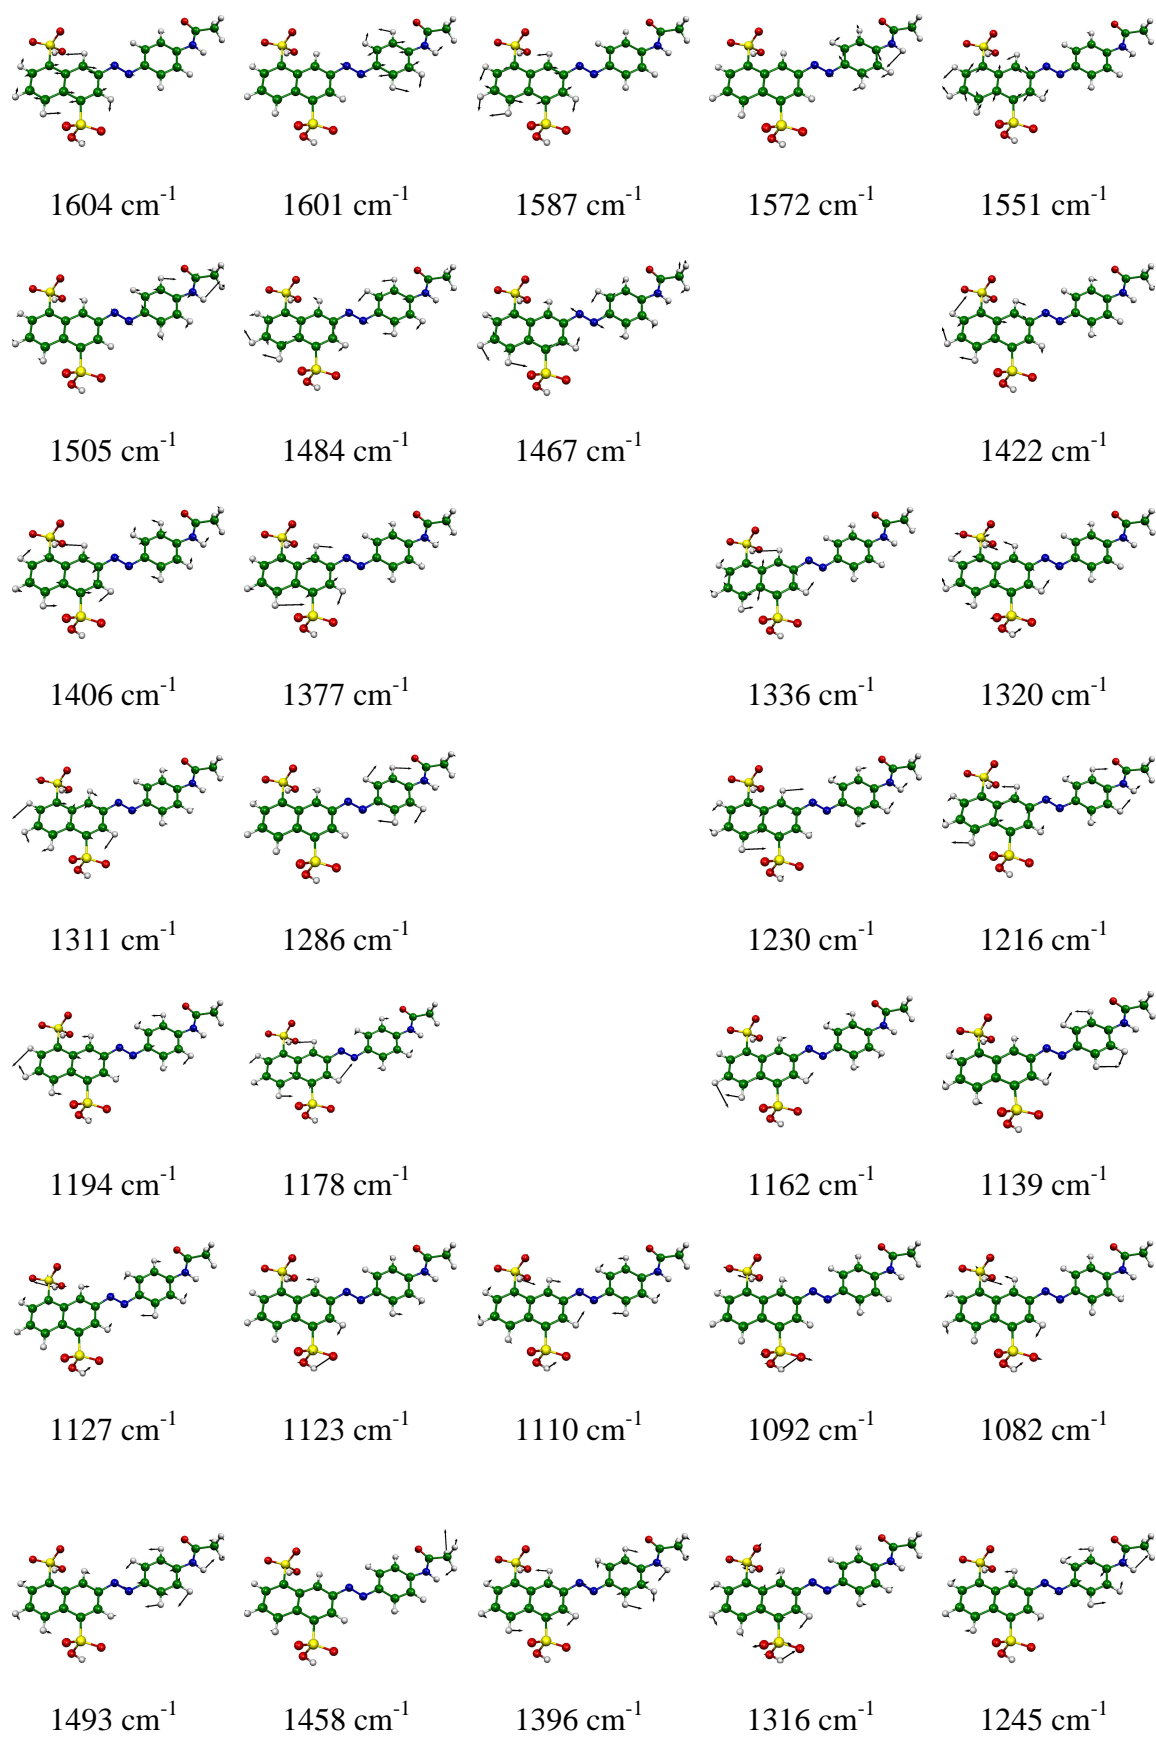 1604 cm⁻¹ 1601 cm⁻¹ 1587 cm⁻¹ 1572 cm⁻¹ 1551 cm⁻¹
1505 cm⁻¹ 1484 cm⁻¹ 1467 cm⁻¹ 1422 cm⁻¹
1406 cm⁻¹ 1377 cm⁻¹ 1336 cm⁻¹ 1320 cm⁻¹
1311 cm⁻¹ 1286 cm⁻¹ 1230 cm⁻¹ 1216 cm⁻¹
1194 cm⁻¹ 1178 cm⁻¹ 1162 cm⁻¹ 1139 cm⁻¹
1127 cm⁻¹ 1123 cm⁻¹ 1110 cm⁻¹ 1092 cm⁻¹ 1082 cm⁻¹
1493 cm⁻¹ 1458 cm⁻¹ 1396 cm⁻¹ 1316 cm⁻¹ 1245 cm⁻¹